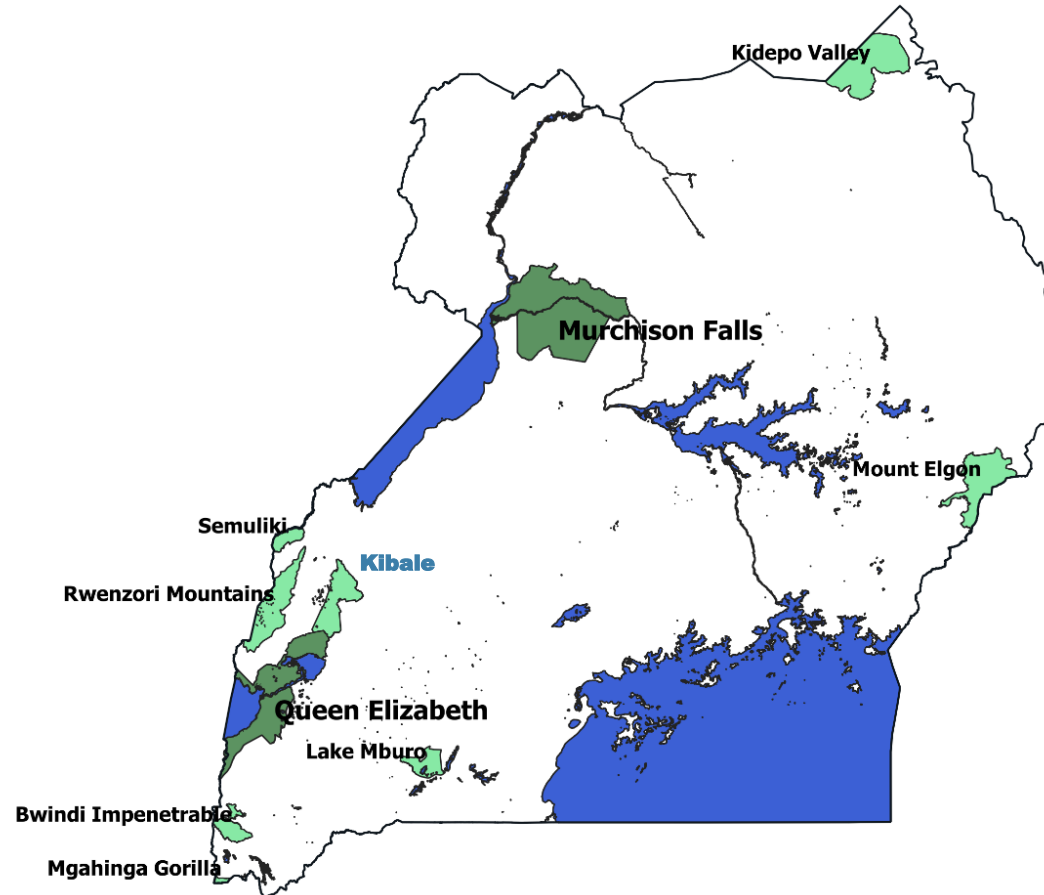 Kidepo Valley
Murchison Falls
Mount Elgon
Semuliki
Kibale
Rwenzori Mountains
Queen Elizabeth
Lake Mburo
Bwindi Impenetrable
Mgahinga Gorilla